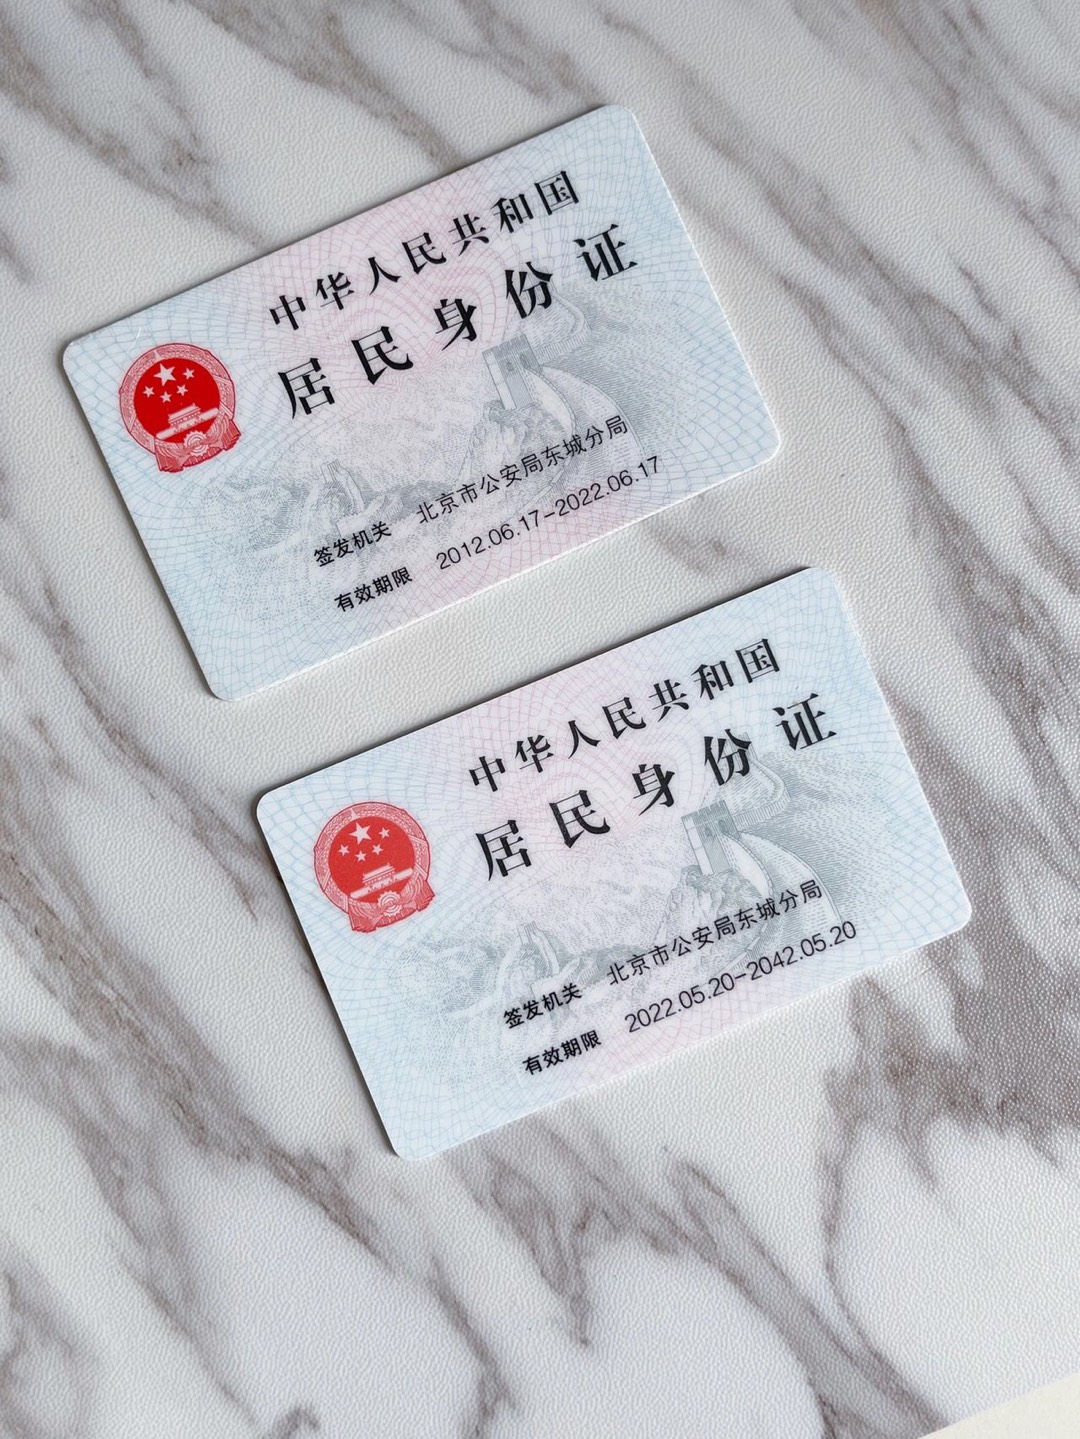 中华人民共和国
居民身份证
签发机关 北京市公安局东城分局
有效期限 2012.06.17-2022.06.17
中华人民共和国
居民身份证
签发机关 北京市公安局东城分局
有效期限 2022.05.20-2042.05.20